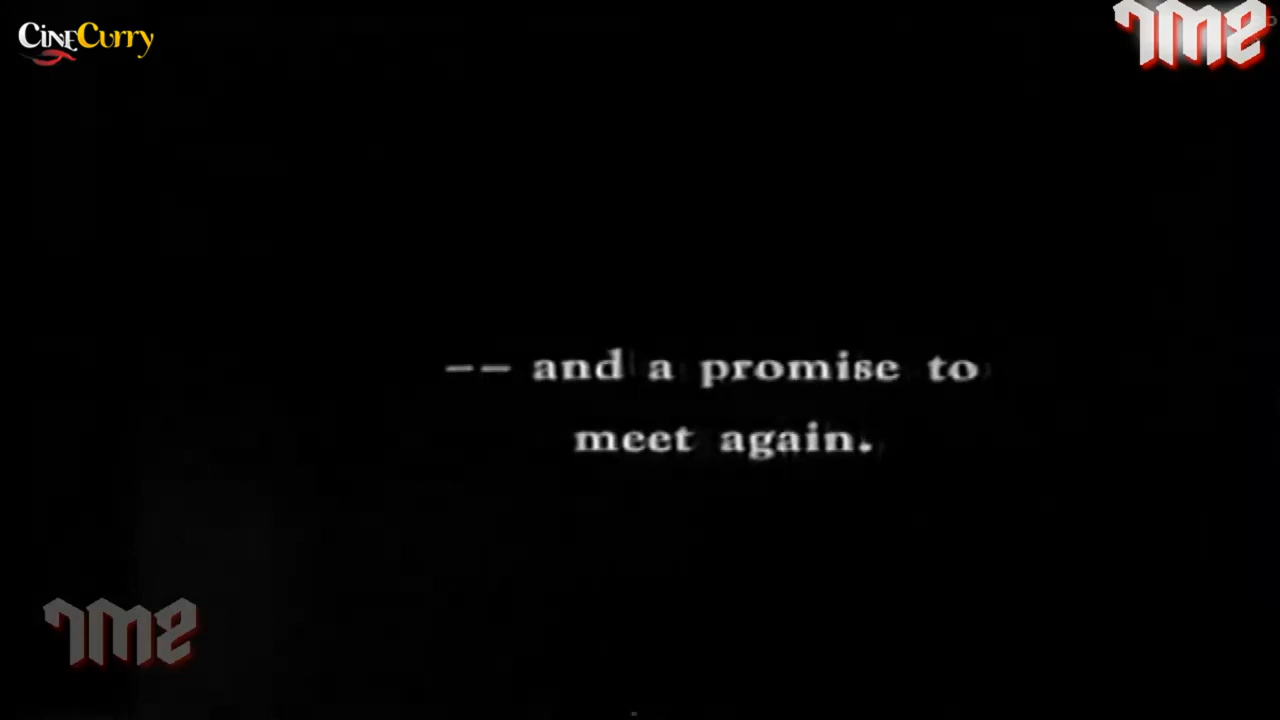 CineCurry
-- and a promise to
meet again.